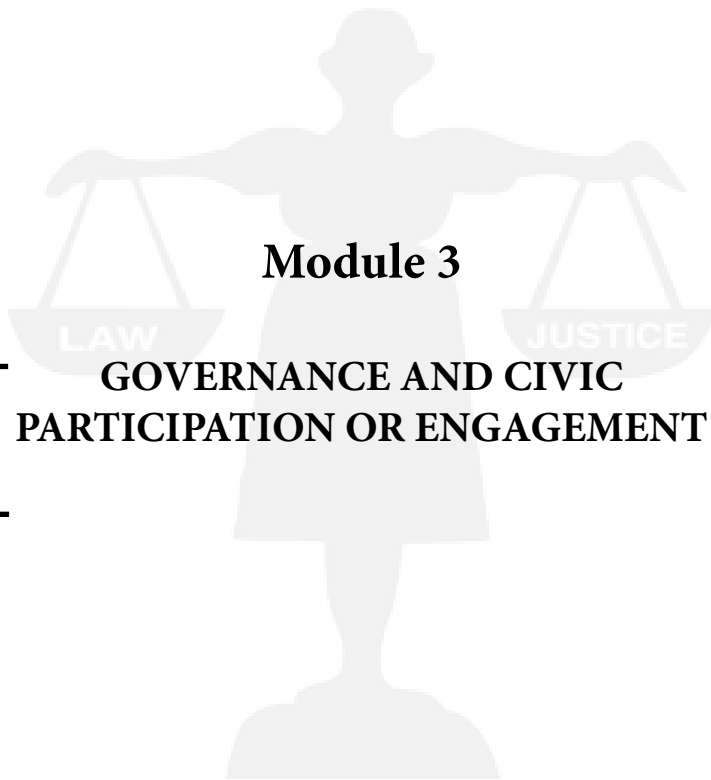 Module 3
LAW
JUSTICE
GOVERNANCE AND CIVIC
PARTICIPATION OR ENGAGEMENT